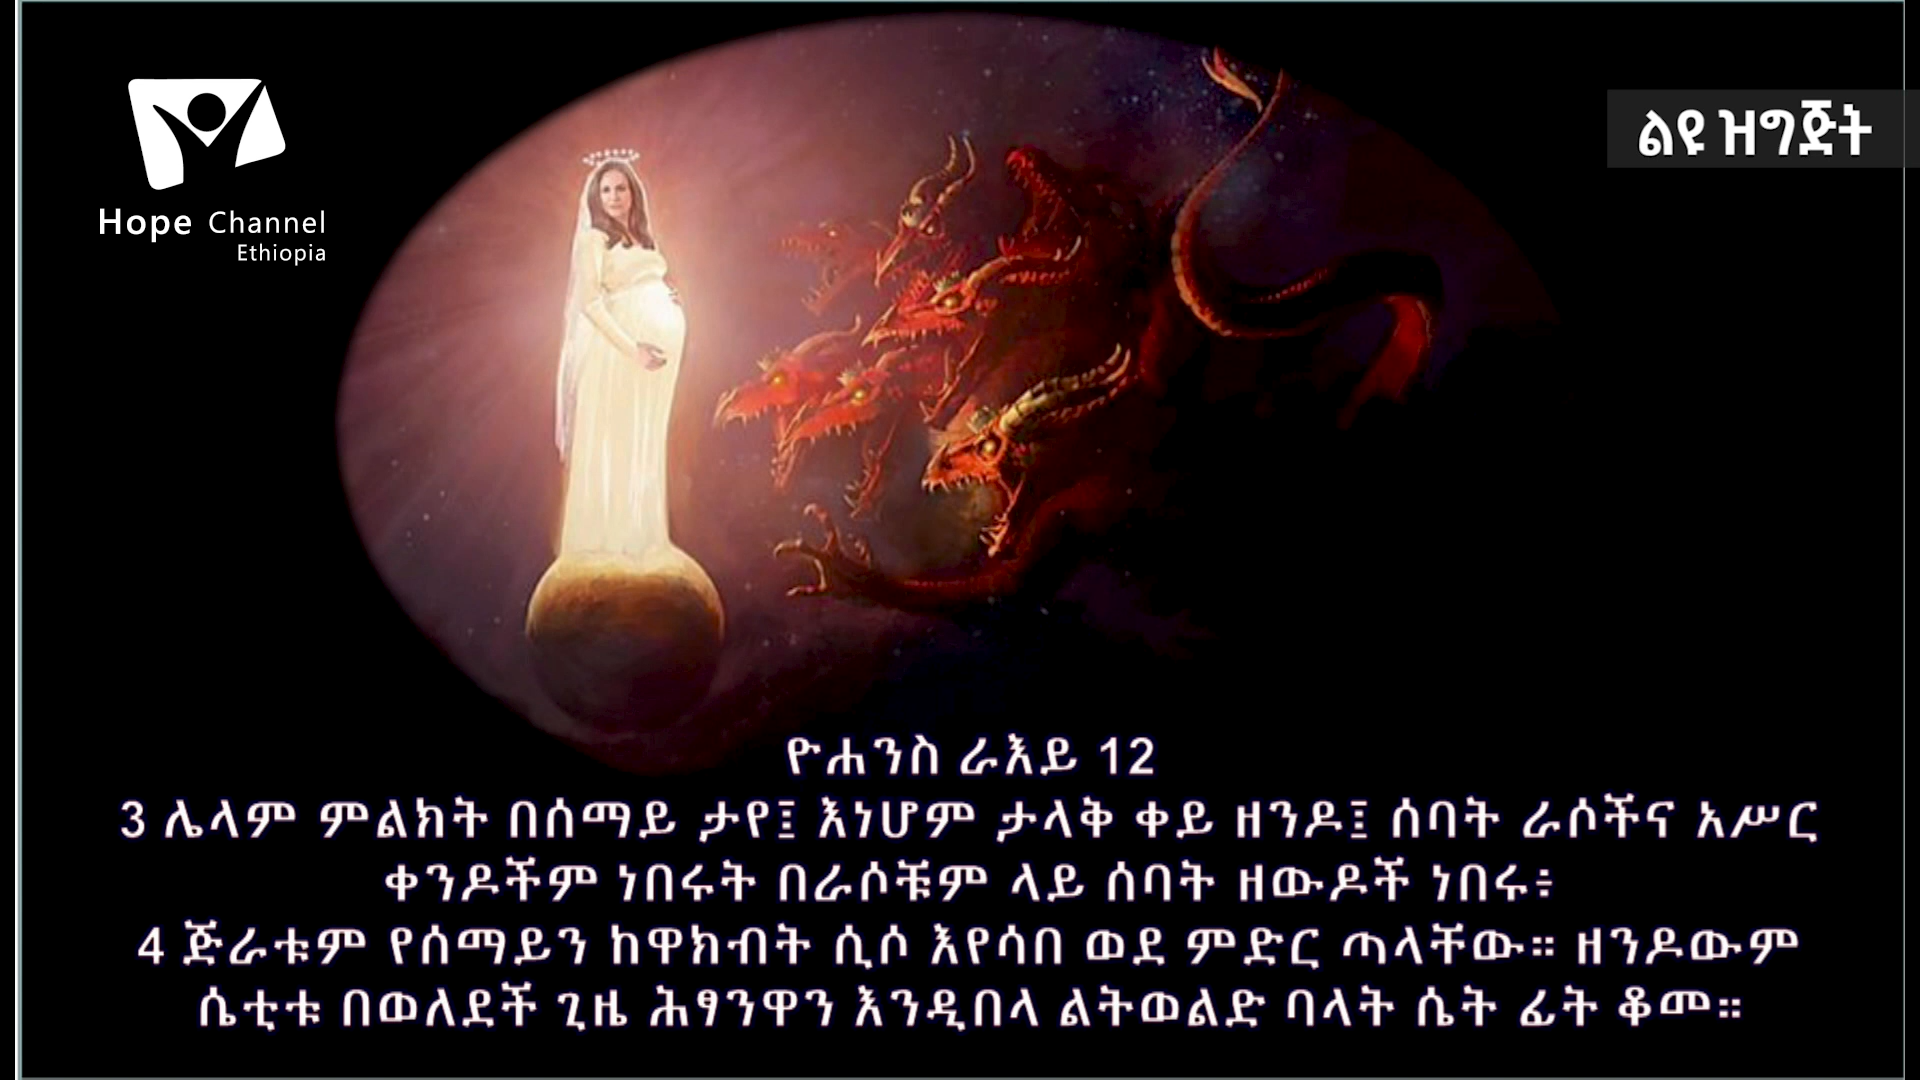 Hope Channel
Ethiopia
ልዩ ዝግጅት
ዮሐንስ ራእይ 12
3 ሌላም ምልክት በሰማይ ታየ፤ እነሆም ታላቅ ቀይ ዘንዶ፤ ሰባት ራሶችና አሥር
ቀንዶችም ነበሩት በራሶቹም ላይ ሰባት ዘውዶች ነበሩ፥
4 ጅራቱም የሰማይን ከዋክብት ሲሶ እየሳበ ወደ ምድር ጣላቸው። ዘንዶውም
ሴቲቱ በወለደች ጊዜ ሕፃንዋን እንዲበላ ልትወልድ ባላት ሴት ፊት ቆመ።